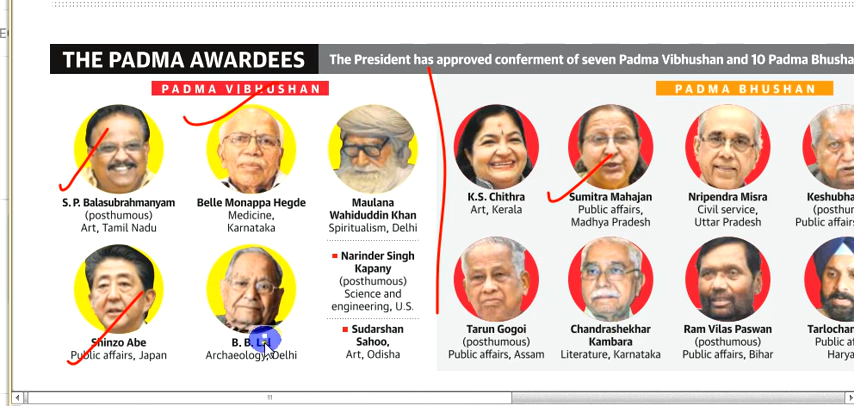 THE PADMA AWARDEES
The President has approved conferment of seven Padma Vibhushan and 10 Padma Bhusha
PADMA VIBHUSHAN
PADMA BHUSHAN
S. P. Balasubrahmanyam
(posthumous)
Art, Tamil Nadu
Belle Monappa Hegde
Medicine,
Karnataka
Maulana
Wahiduddin Khan
Spiritualism, Delhi
K.S. Chithra
Art, Kerala
Sumitra Mahajan
Public affairs,
Madhya Pradesh
Nripendra Misra
Civil service,
Uttar Pradesh
Keshubha
(posthu
Public affairs
Shinzo Abe
Public affairs, Japan
B. B. Lal
Archaeology, Delhi
Narinder Singh
Kapany
(posthumous)
Science and
engineering, U.S.
Sudarshan
Sahoo,
Art, Odisha
Tarun Gogoi
(posthumous)
Public affairs, Assam
Chandrashekhar
Kambara
Literature, Karnataka
Ram Vilas Paswan
(posthumous)
Public affairs, Bihar
Tarlochan
Public af
Harya